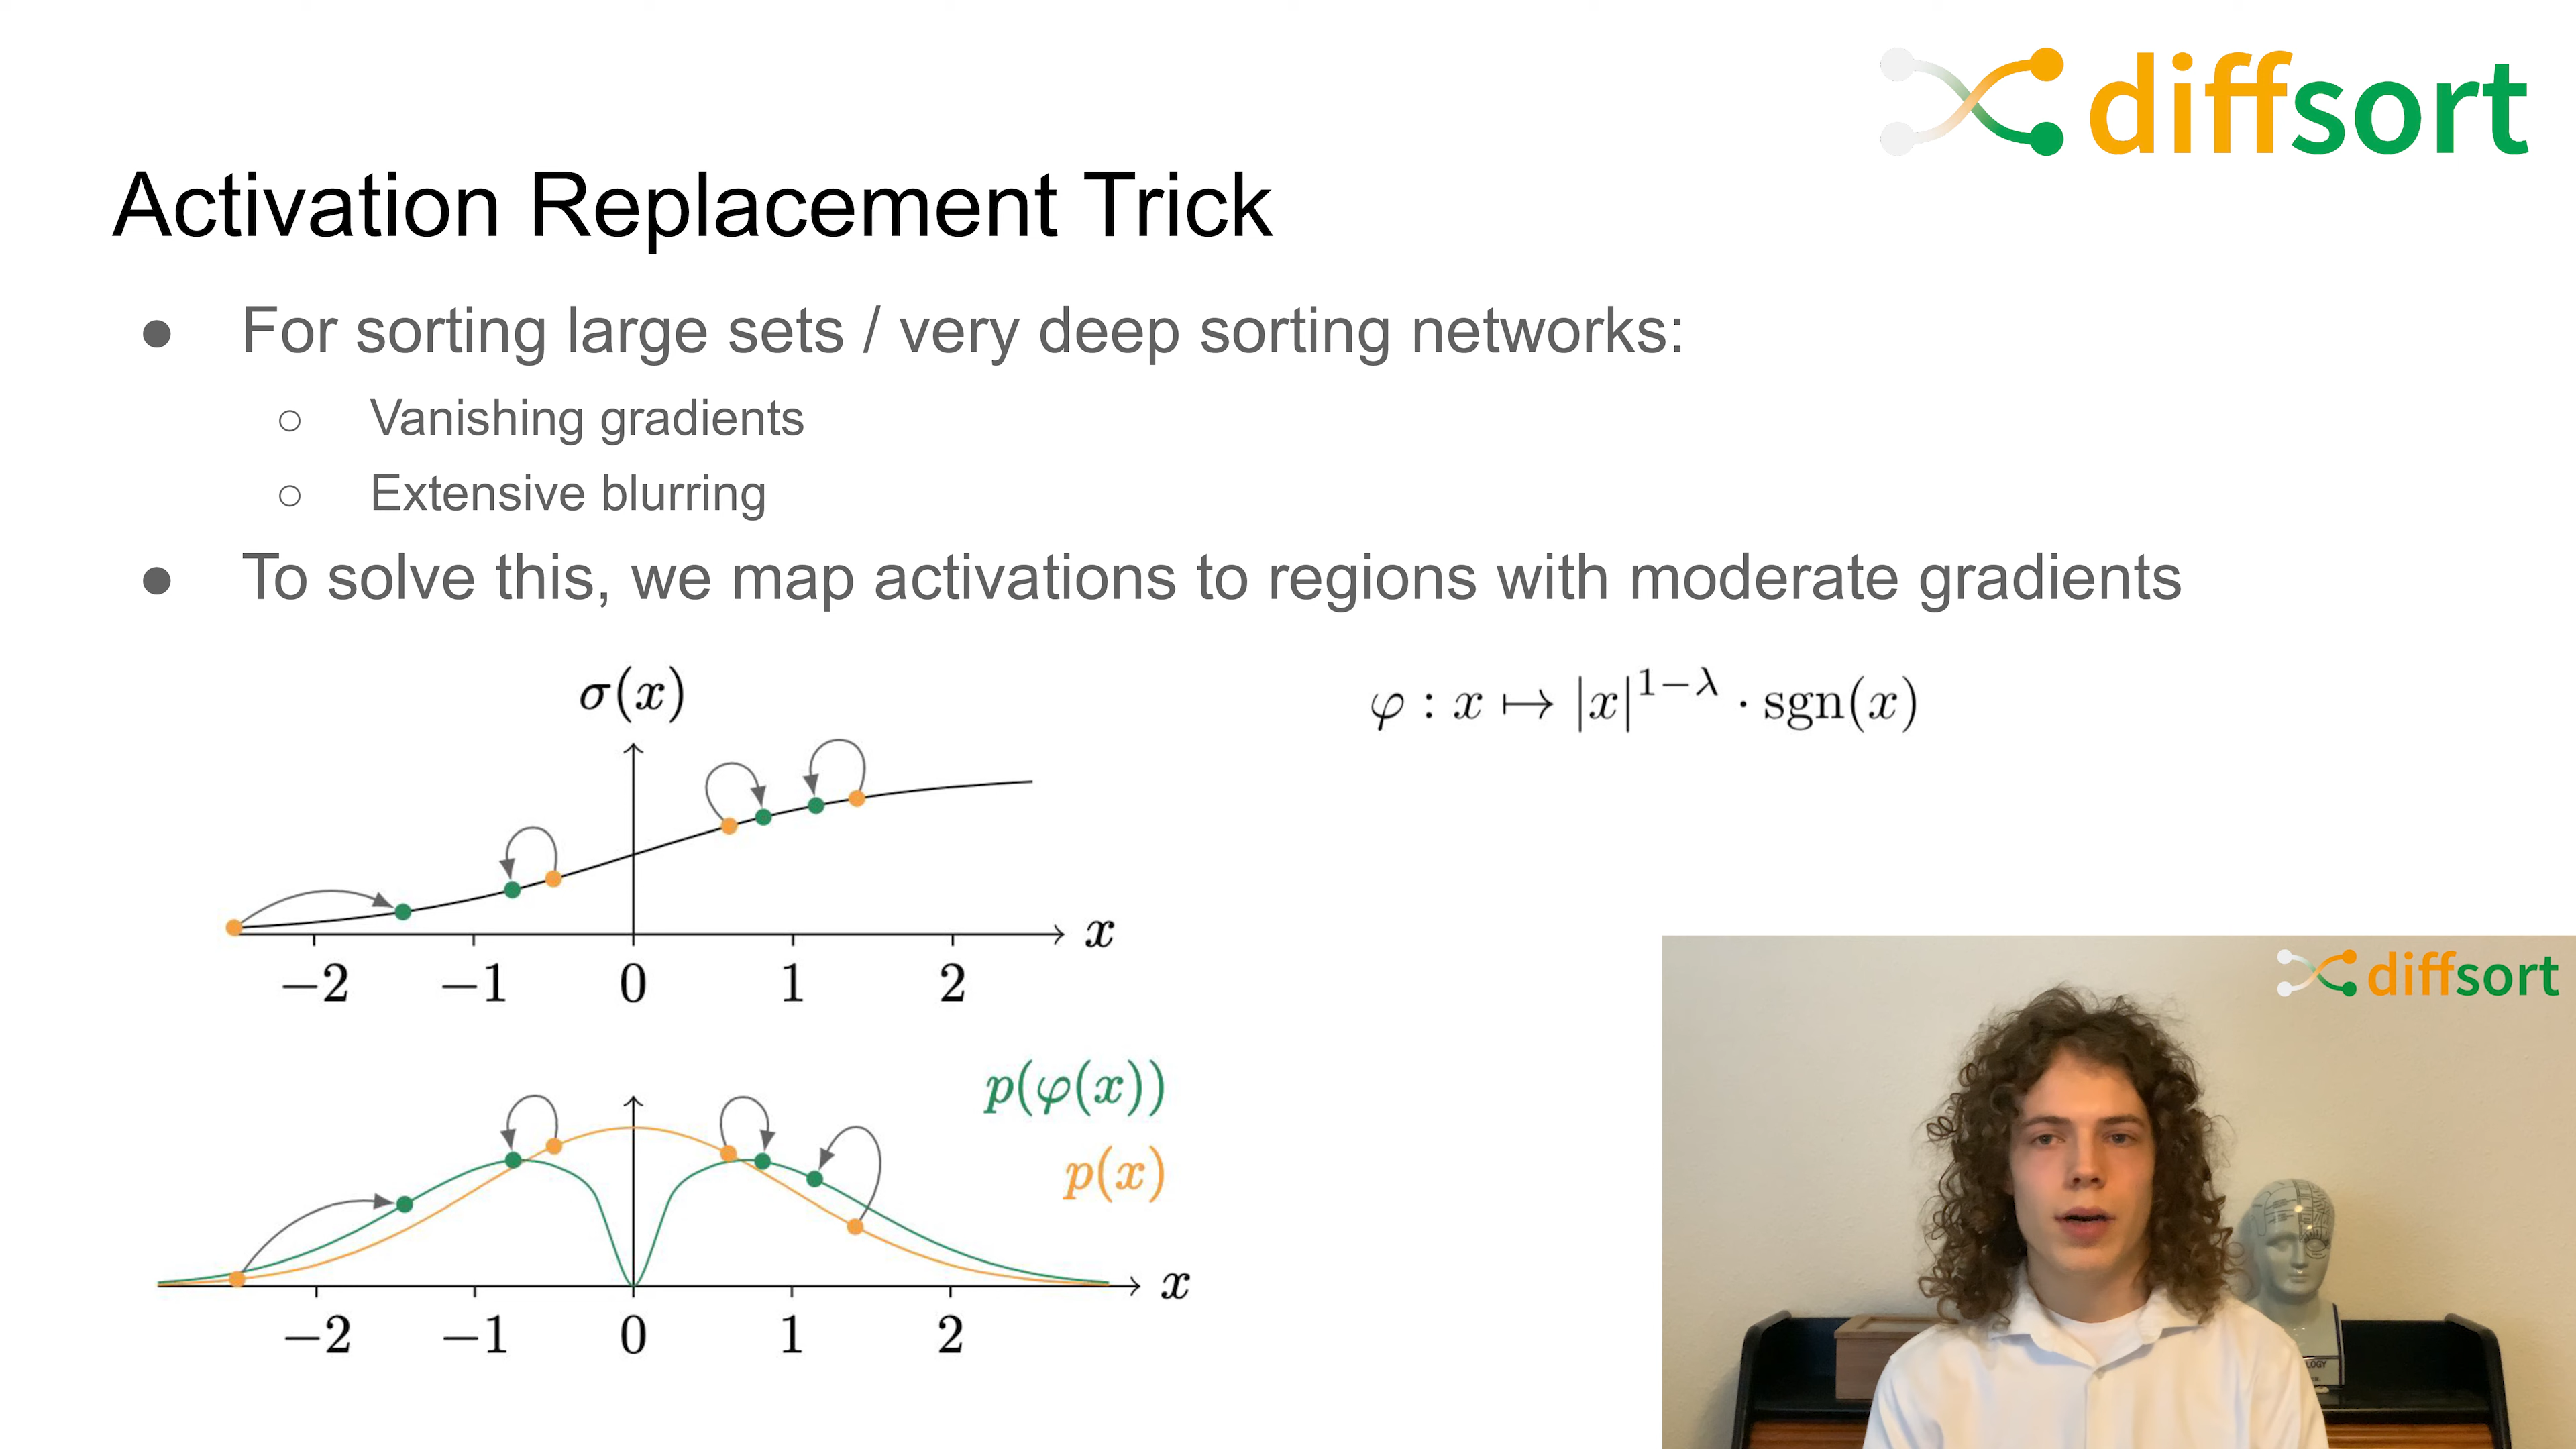 diffsort
Activation Replacement Trick
● For sorting large sets / very deep sorting networks:
○ Vanishing gradients
○ Extensive blurring
● To solve this, we map activations to regions with moderate gradients
σ(x)
φ : x ↦ |x|^{1−λ} · sgn(x)
x
−2 −1 0 1 2
p(φ(x))
p(x)
x
−2 −1 0 1 2
diffsort